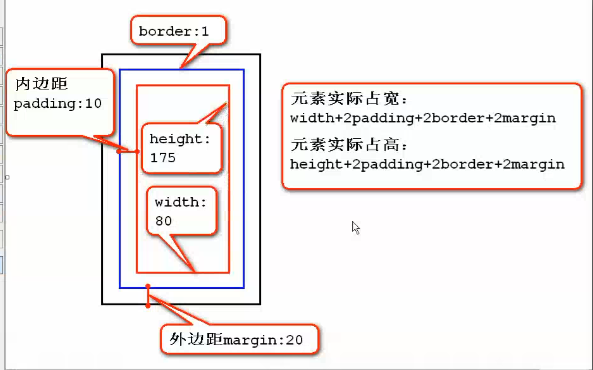 border:1
内边距
padding:10
height:
175
width:
80
外边距margin:20
元素实际占宽：
width+2padding+2border+2margin
元素实际占高：
height+2padding+2border+2margin